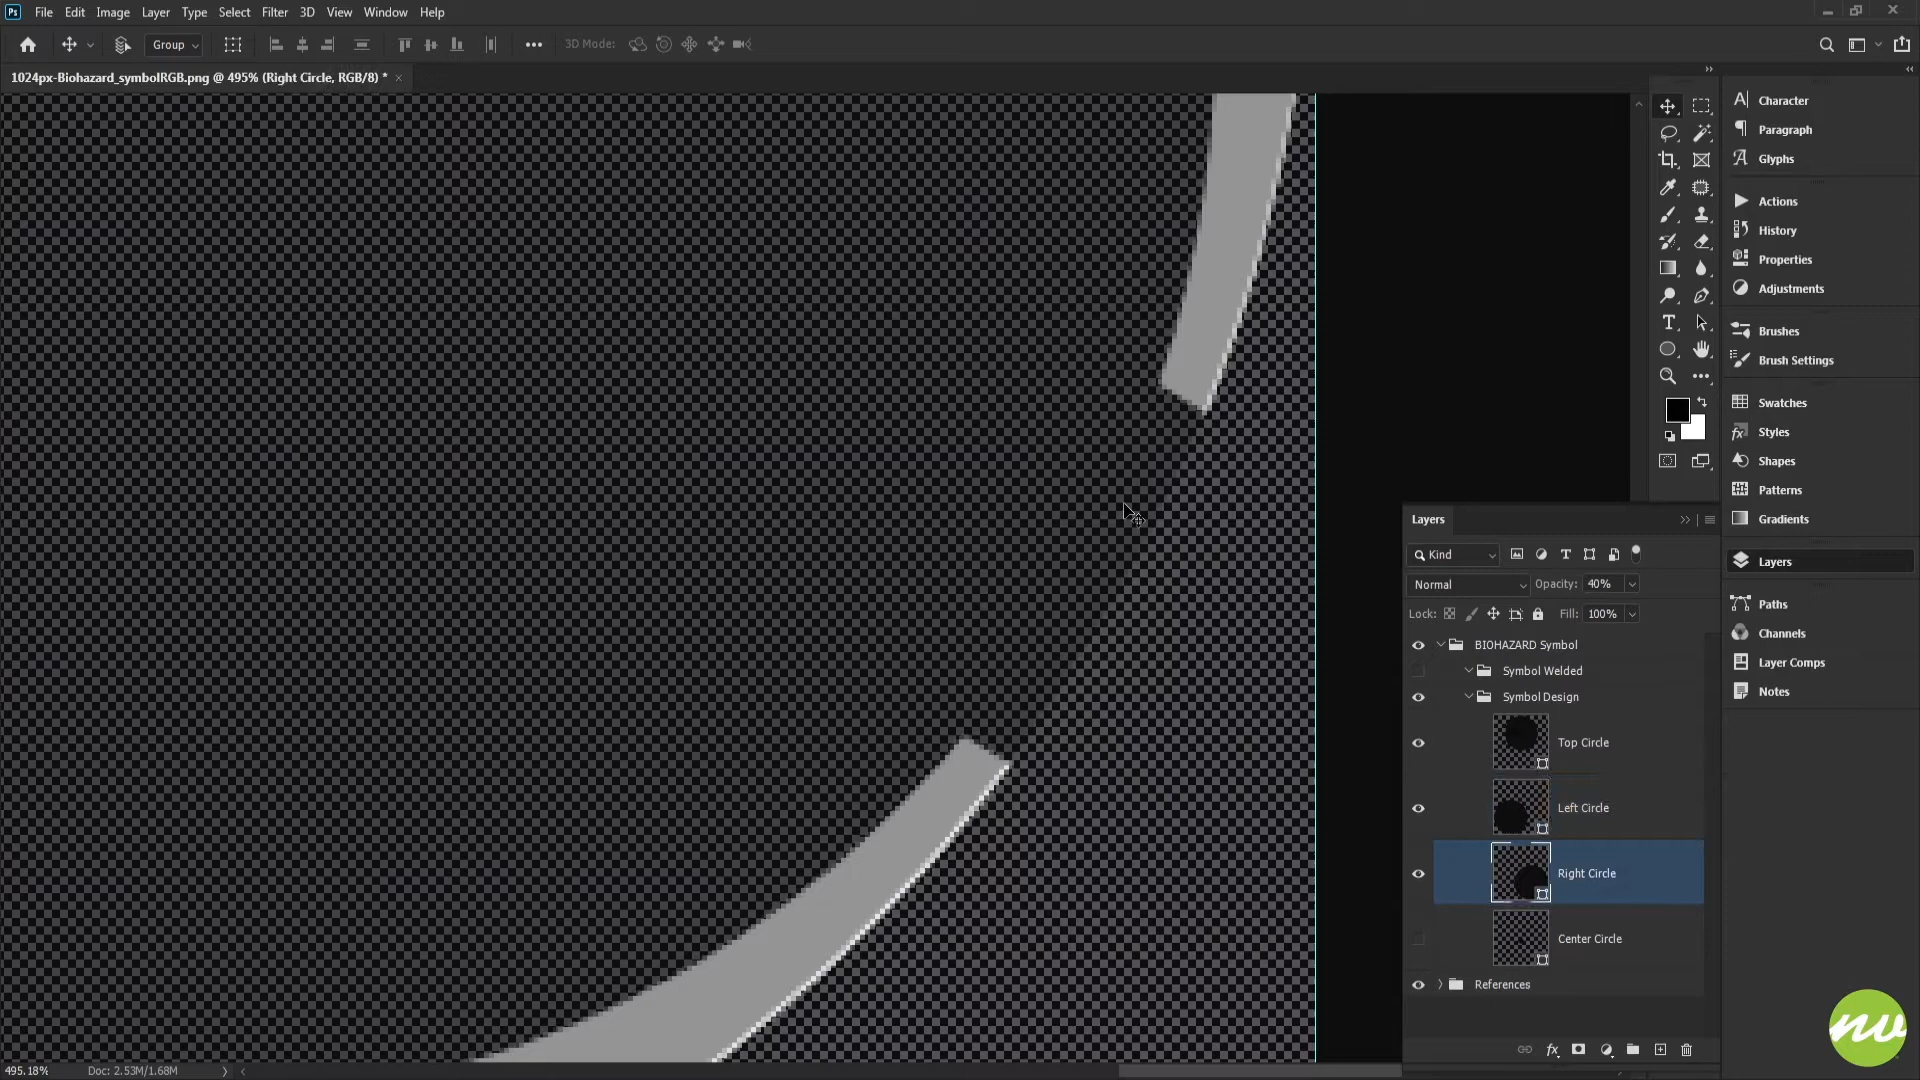 Ps File Edit Image Layer Type Select Filter 3D View Window Help
Group 3D Mode:
1024px-Biohazard_symbolRGB.png @ 495% (Right Circle, RGB/8) * ×
Character
Paragraph
Glyphs
Actions
History
Properties
Adjustments
Brushes
Brush Settings
Swatches
Styles
Shapes
Patterns
Gradients
Layers
Paths
Channels
Layer Comps
Notes
Layers
Kind
Normal Opacity: 40%
Lock: Fill: 100%
BIOHAZARD Symbol
Symbol Welded
Symbol Design
Top Circle
Left Circle
Right Circle
Center Circle
References
fx
495.18% Doc: 2.53M/1.68M
nv